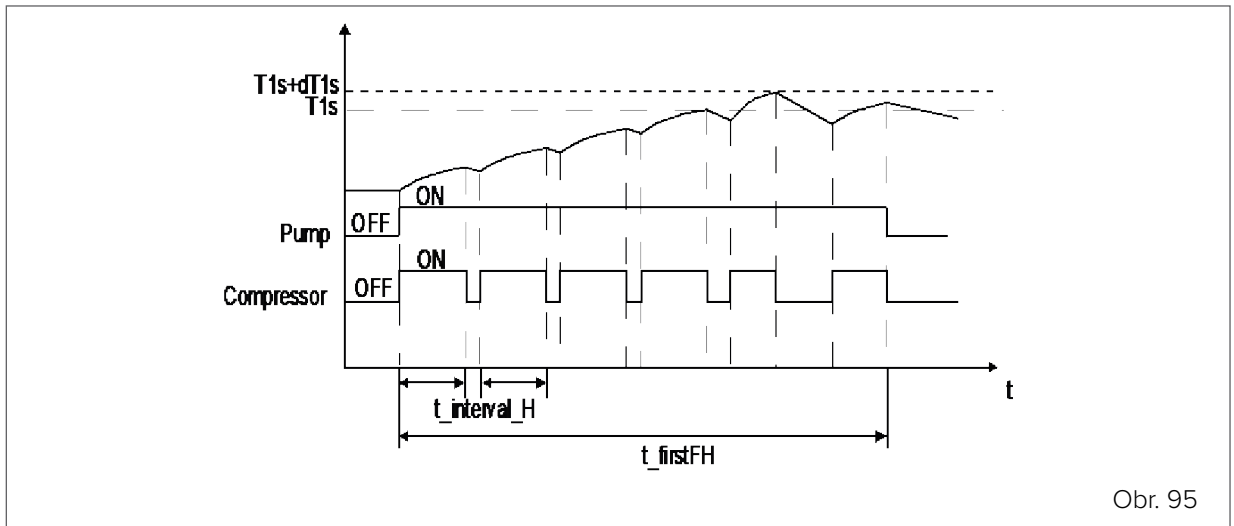 T1s+dT1s
T1s
ON
OFF
Pump
ON
OFF
Compressor
t
t_interval_H
t_firstFH
Obr. 95